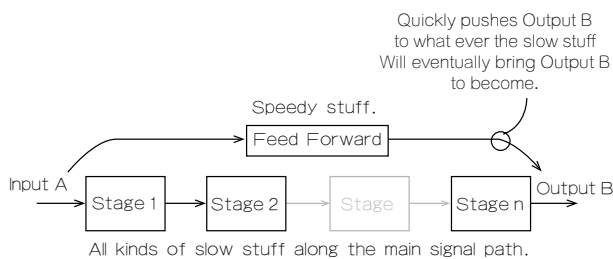 Quickly pushes Output B
to what ever the slow stuff
Will eventually bring Output B
to become.
Speedy stuff.
Feed Forward
Input A
Stage 1
Stage 2
Stage
Stage n
Output B
All kinds of slow stuff along the main signal path.